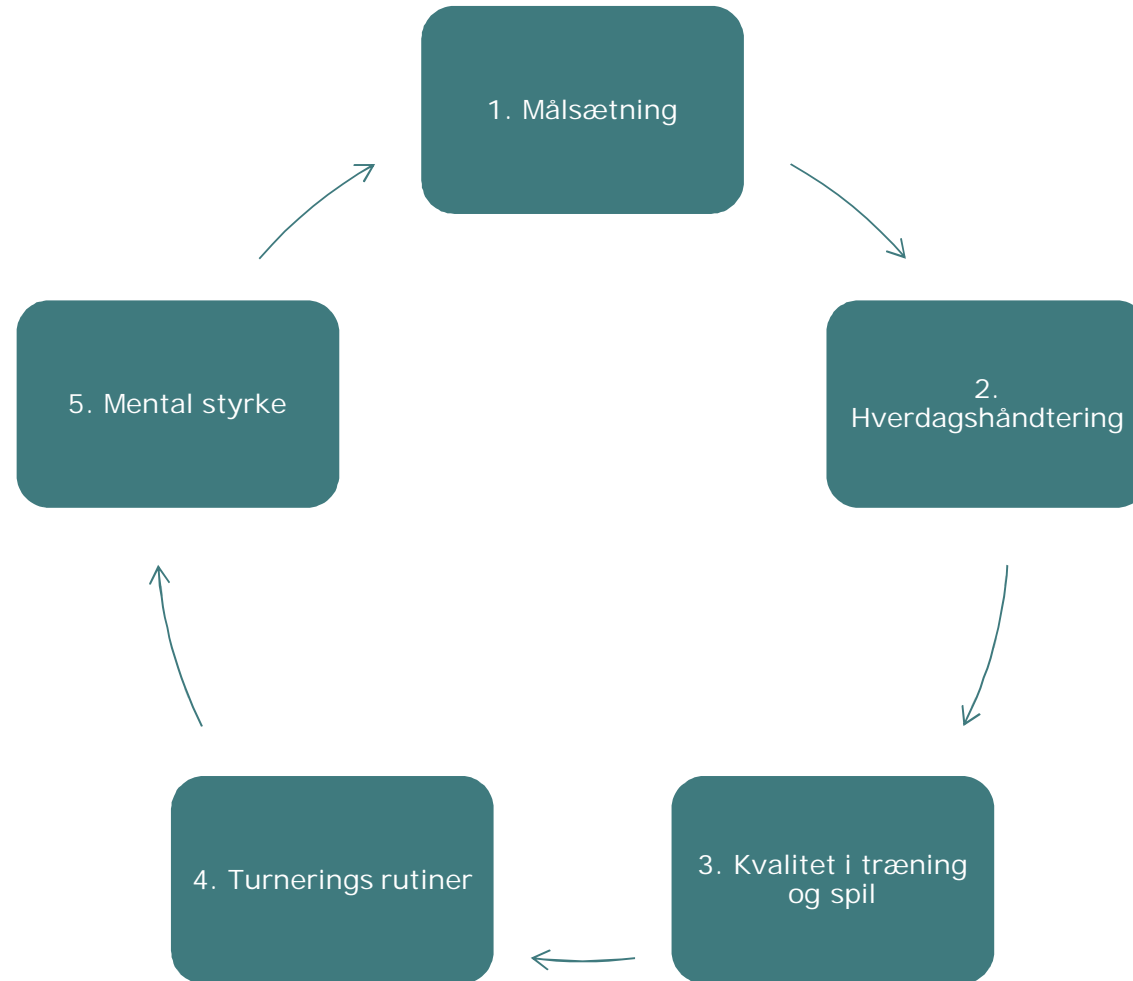 1. Målsætning
2.
Hverdagshåndtering
3. Kvalitet i træning
og spil
4. Turnerings rutiner
5. Mental styrke